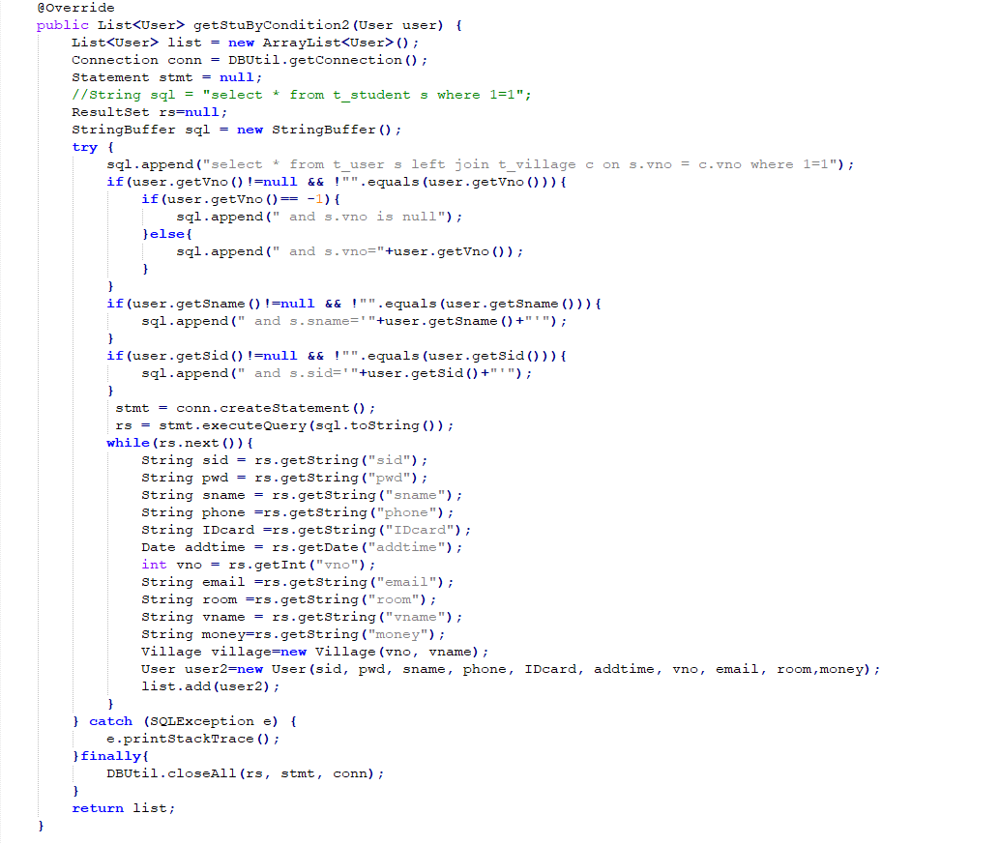 @Override
public List<User> getStuByCondition2(User user) {
List<User> list = new ArrayList<User>();
Connection conn = DBUtil.getConnection();
Statement stmt = null;
//String sql = "select * from t_student s where 1=1";
ResultSet rs=null;
StringBuffer sql = new StringBuffer();
try {
sql.append("select * from t_user s left join t_village c on s.vno = c.vno where 1=1");
if(user.getVno()!=null && !"".equals(user.getVno())){
if(user.getVno()== -1){
sql.append(" and s.vno is null");
}else{
sql.append(" and s.vno="+user.getVno());
}
}
if(user.getSname()!=null && !"".equals(user.getSname())){
sql.append(" and s.sname='"+user.getSname()+"'");
}
if(user.getSid()!=null && !"".equals(user.getSid())){
sql.append(" and s.sid='"+user.getSid()+"'");
}
stmt = conn.createStatement();
rs = stmt.executeQuery(sql.toString());
while(rs.next()){
String sid = rs.getString("sid");
String pwd = rs.getString("pwd");
String sname = rs.getString("sname");
String phone =rs.getString("phone");
String IDcard =rs.getString("IDcard");
Date addtime = rs.getDate("addtime");
int vno = rs.getInt("vno");
String email =rs.getString("email");
String room =rs.getString("room");
String vname = rs.getString("vname");
String money=rs.getString("money");
Village village=new Village(vno, vname);
User user2=new User(sid, pwd, sname, phone, IDcard, addtime, vno, email, room,money);
list.add(user2);
}
} catch (SQLException e) {
e.printStackTrace();
}finally{
DBUtil.closeAll(rs, stmt, conn);
}
return list;
}